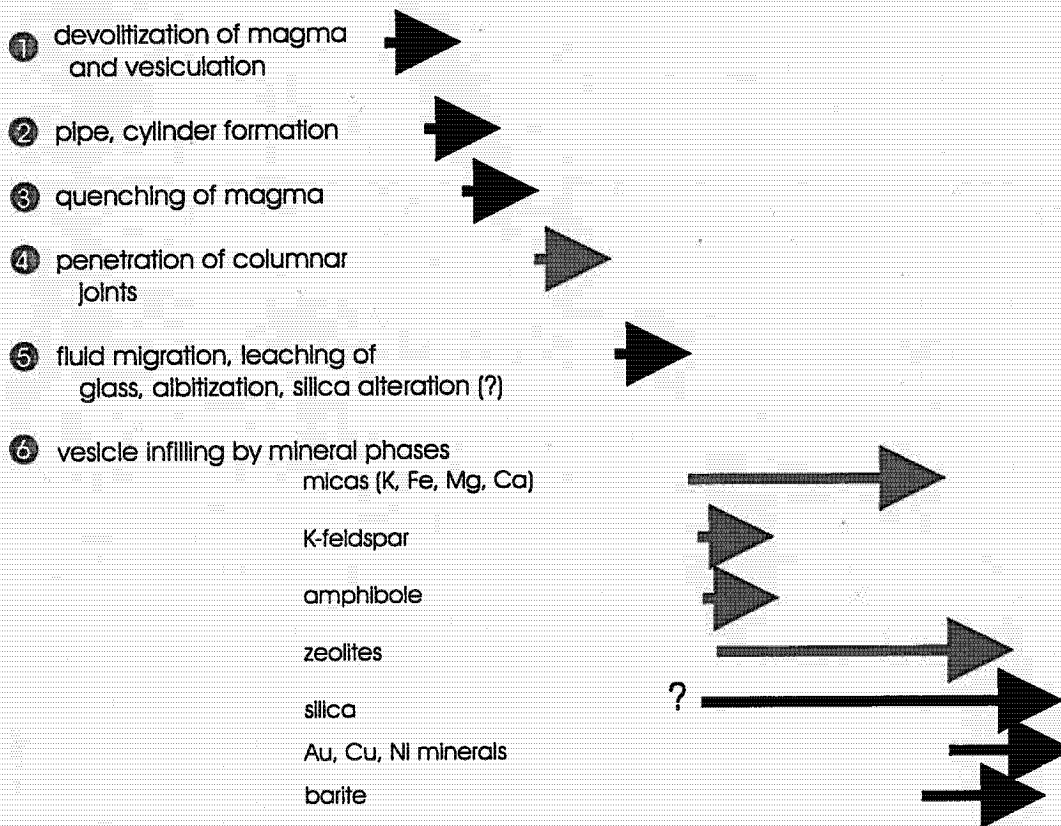 1 devolitization of magma
and vesiculation
2 pipe, cylinder formation
3 quenching of magma
4 penetration of columnar
joints
5 fluid migration, leaching of
glass, albitization, silica alteration (?)
6 vesicle infilling by mineral phases
micas (K, Fe, Mg, Ca)
K-feldspar
amphibole
zeolites
?
silica
Au, Cu, Ni minerals
barite